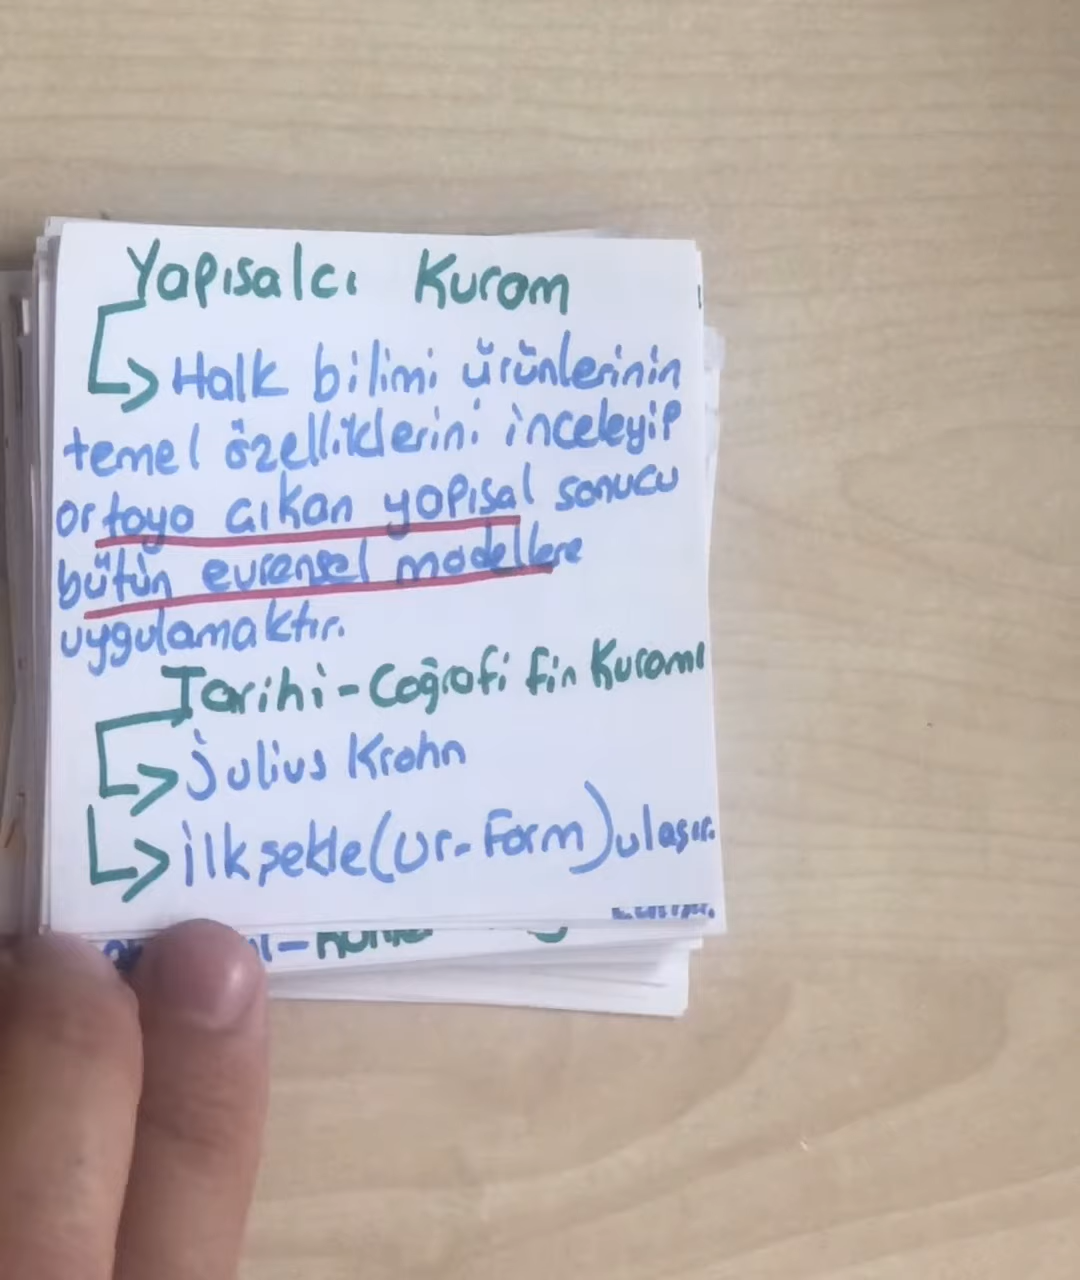 Yapısalcı Kuram
Halk bilimi ürünlerinin
temel özelliklerini inceleyip
ortaya cıkan yapısal sonucu
bütün evrensel modellere
uygulamaktır.
Tarihi-Coğrafi fin Kuramı
julius Krohn
ilk şekle (ur-Form) ulaşır.